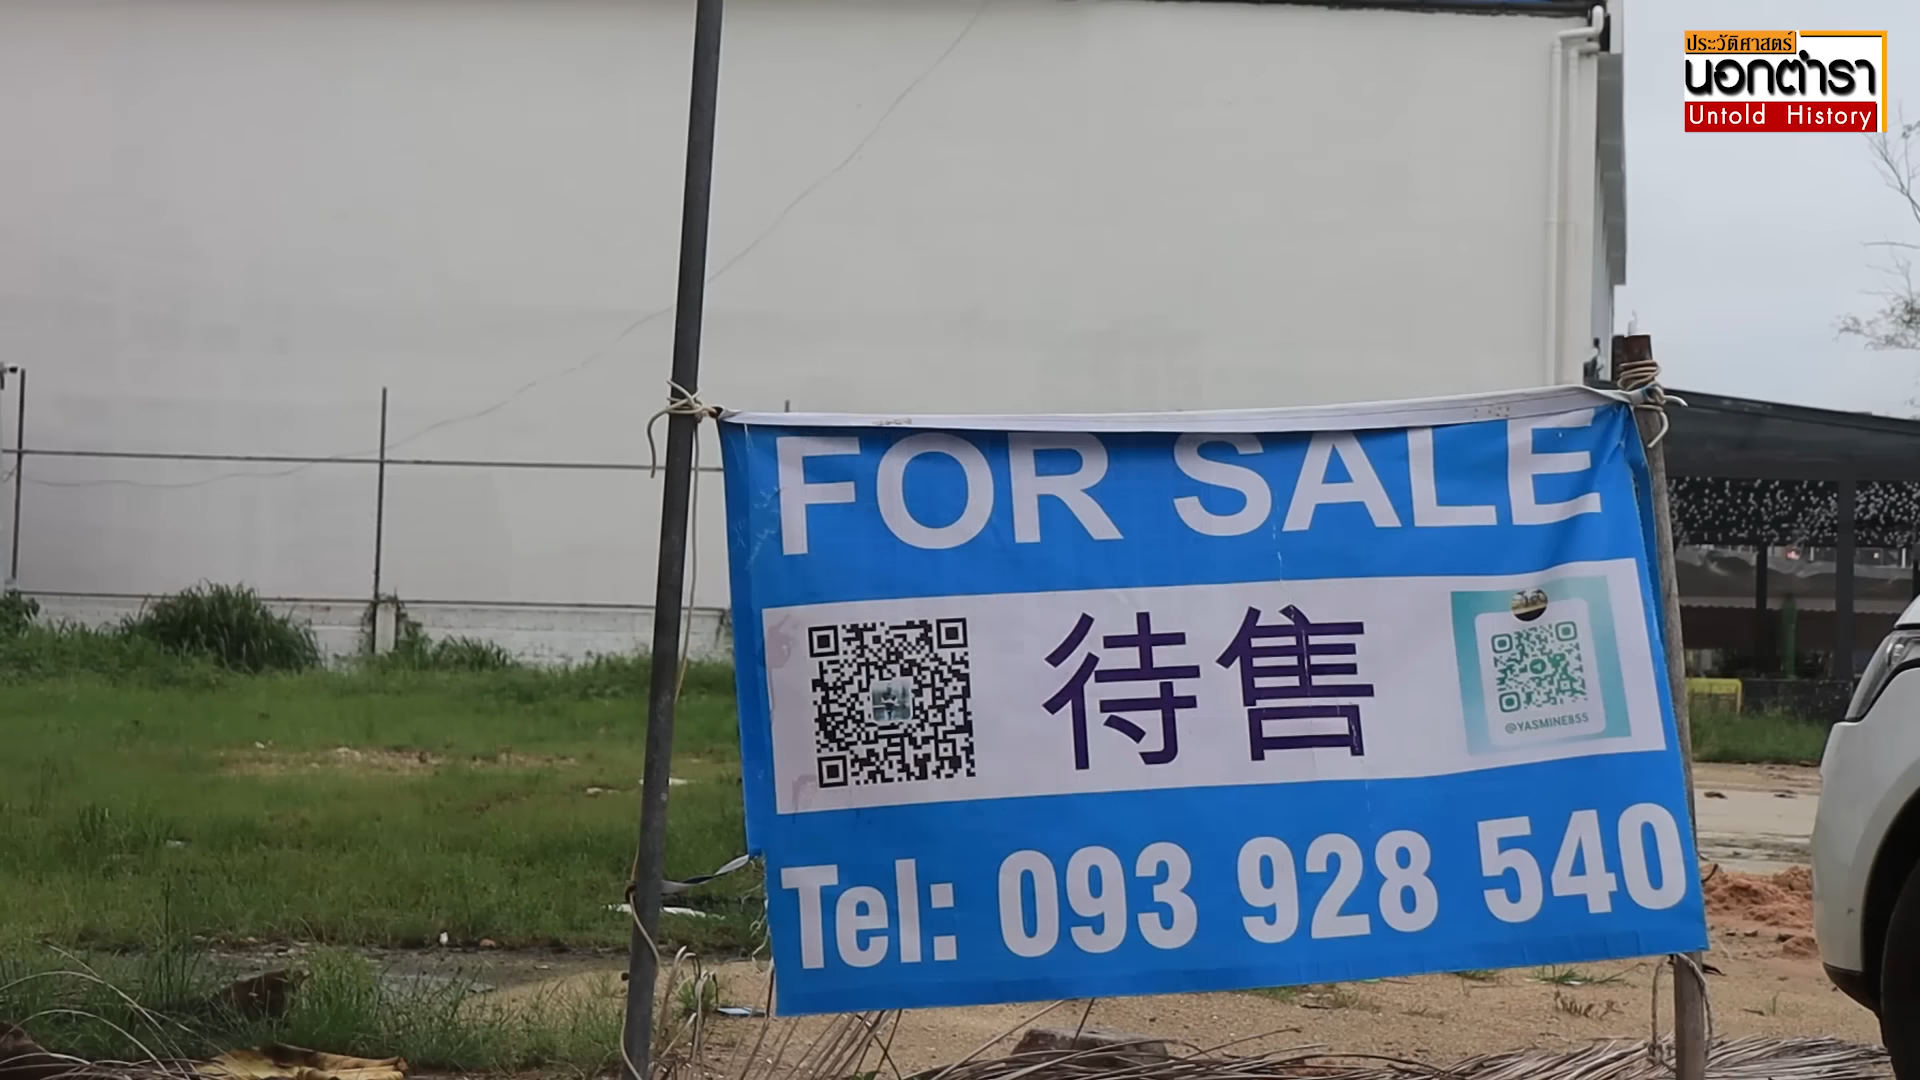 ประวัติศาสตร์
นอกตำรา
Untold History
FOR SALE
待售
@YASMINE855
Tel: 093 928 540